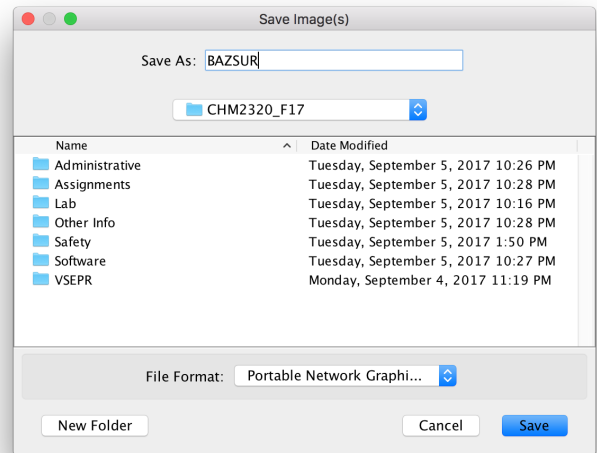 Save Image(s)
Save As: BAZSUR
CHM2320_F17
Name Date Modified
Administrative Tuesday, September 5, 2017 10:26 PM
Assignments Tuesday, September 5, 2017 10:28 PM
Lab Tuesday, September 5, 2017 10:16 PM
Other Info Tuesday, September 5, 2017 10:28 PM
Safety Tuesday, September 5, 2017 1:50 PM
Software Tuesday, September 5, 2017 10:27 PM
VSEPR Monday, September 4, 2017 11:19 PM
File Format: Portable Network Graphi...
New Folder Cancel Save